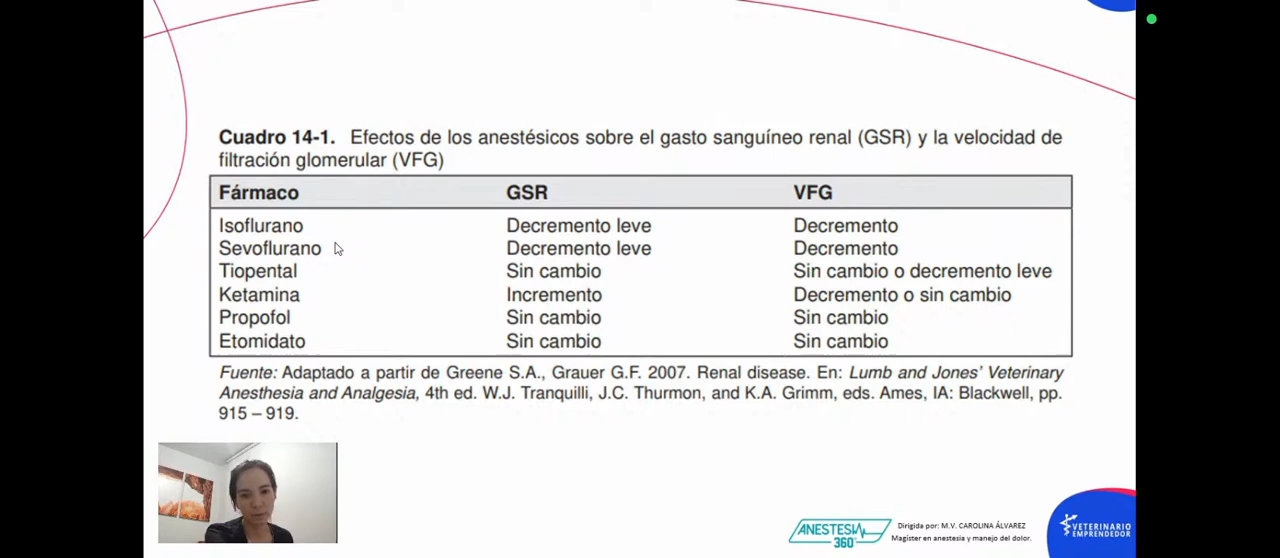 Cuadro 14-1. Efectos de los anestésicos sobre el gasto sanguíneo renal (GSR) y la velocidad de
filtración glomerular (VFG)
Fármaco GSR VFG
Isoflurano Decremento leve Decremento
Sevoflurano Decremento leve Decremento
Tiopental Sin cambio Sin cambio o decremento leve
Ketamina Incremento Decremento o sin cambio
Propofol Sin cambio Sin cambio
Etomidato Sin cambio Sin cambio
Fuente: Adaptado a partir de Greene S.A., Grauer G.F. 2007. Renal disease. En: Lumb and Jones' Veterinary
Anesthesia and Analgesia, 4th ed. W.J. Tranquilli, J.C. Thurmon, and K.A. Grimm, eds. Ames, IA: Blackwell, pp.
915 – 919.
ANESTESIA
360°
Dirigida por: M.V. CAROLINA ÁLVAREZ
Magíster en anestesia y manejo del dolor.
VETERINARIO
EMPRENDEDOR